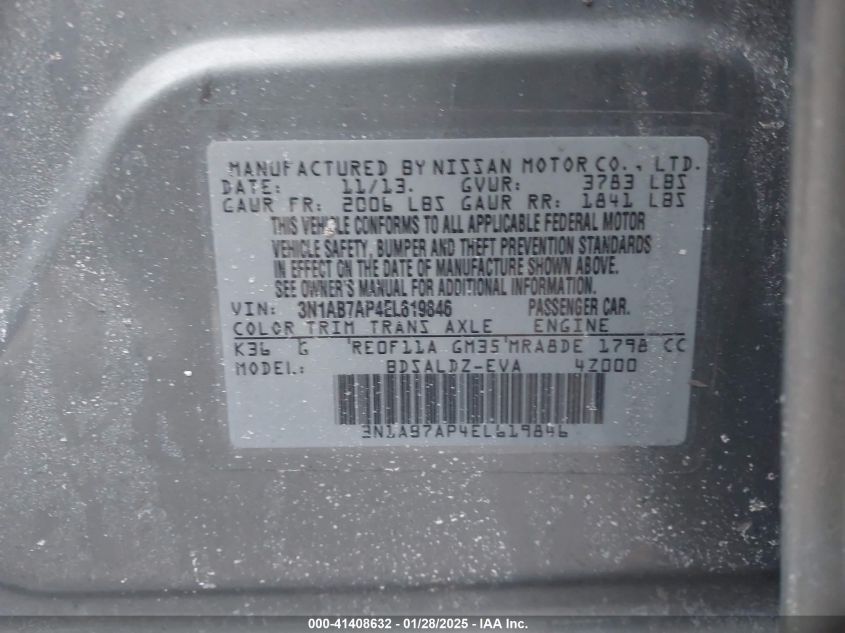 MANUFACTURED BY NISSAN MOTOR CO., LTD.
DATE: 11/13. GVWR: 3783 LBS
GAWR FR: 2006 LBS GAWR RR: 1841 LBS
THIS VEHICLE CONFORMS TO ALL APPLICABLE FEDERAL MOTOR
VEHICLE SAFETY, BUMPER AND THEFT PREVENTION STANDARDS
IN EFFECT ON THE DATE OF MANUFACTURE SHOWN ABOVE.
SEE OWNER'S MANUAL FOR ADDITIONAL INFORMATION.
VIN: 3N1AB7AP4EL619846 PASSENGER CAR.
COLOR TRIM TRANS AXLE ENGINE
K36 G RE0F11A GM35 MRA8DE 1798 CC
MODEL: BDSALDZ-EVA 4Z000
3N1AB7AP4EL619846
000-41408632 - 01/28/2025 - IAA Inc.